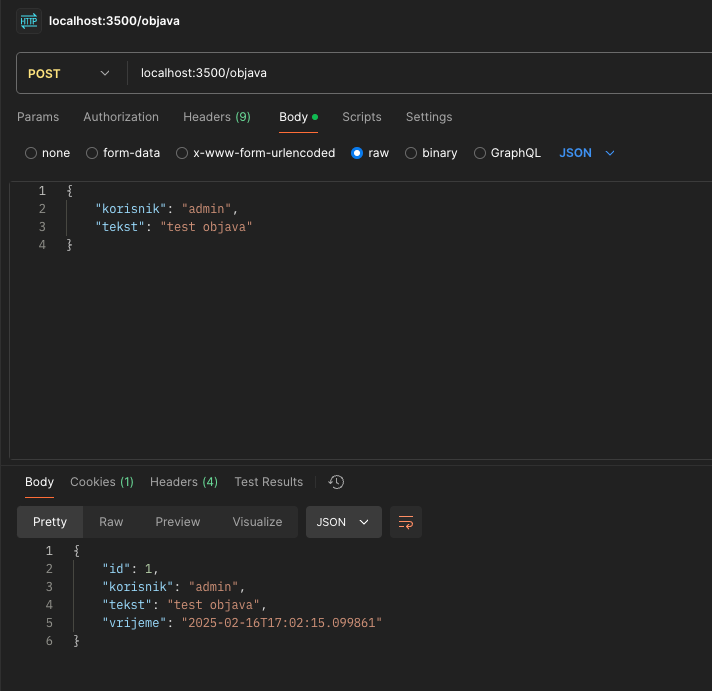 HTTP localhost:3500/objava
POST localhost:3500/objava
Params Authorization Headers (9) Body Scripts Settings
none form-data x-www-form-urlencoded raw binary GraphQL JSON
1 {
2 "korisnik": "admin",
3 "tekst": "test objava"
4 }
Body Cookies (1) Headers (4) Test Results
Pretty Raw Preview Visualize JSON
1 {
2 "id": 1,
3 "korisnik": "admin",
4 "tekst": "test objava",
5 "vrijeme": "2025-02-16T17:02:15.099861"
6 }